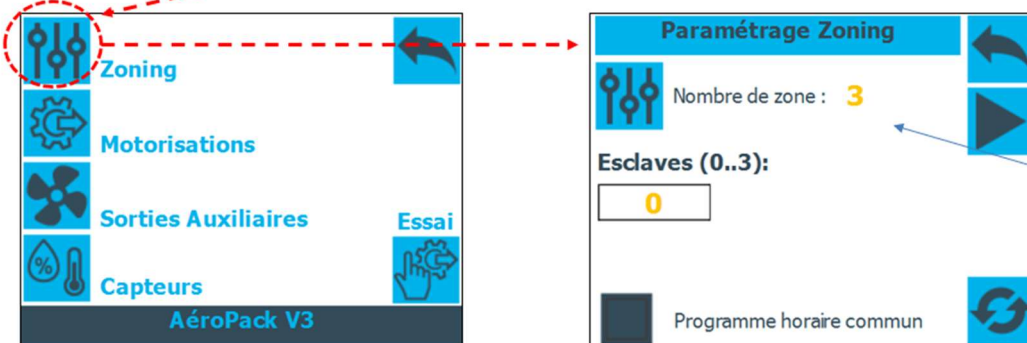 Zoning
Motorisations
Sorties Auxiliaires
Essai
%
Capteurs
AéroPack V3
Paramétrage Zoning
Nombre de zone : 3
Esclaves (0..3):
0
Programme horaire commun